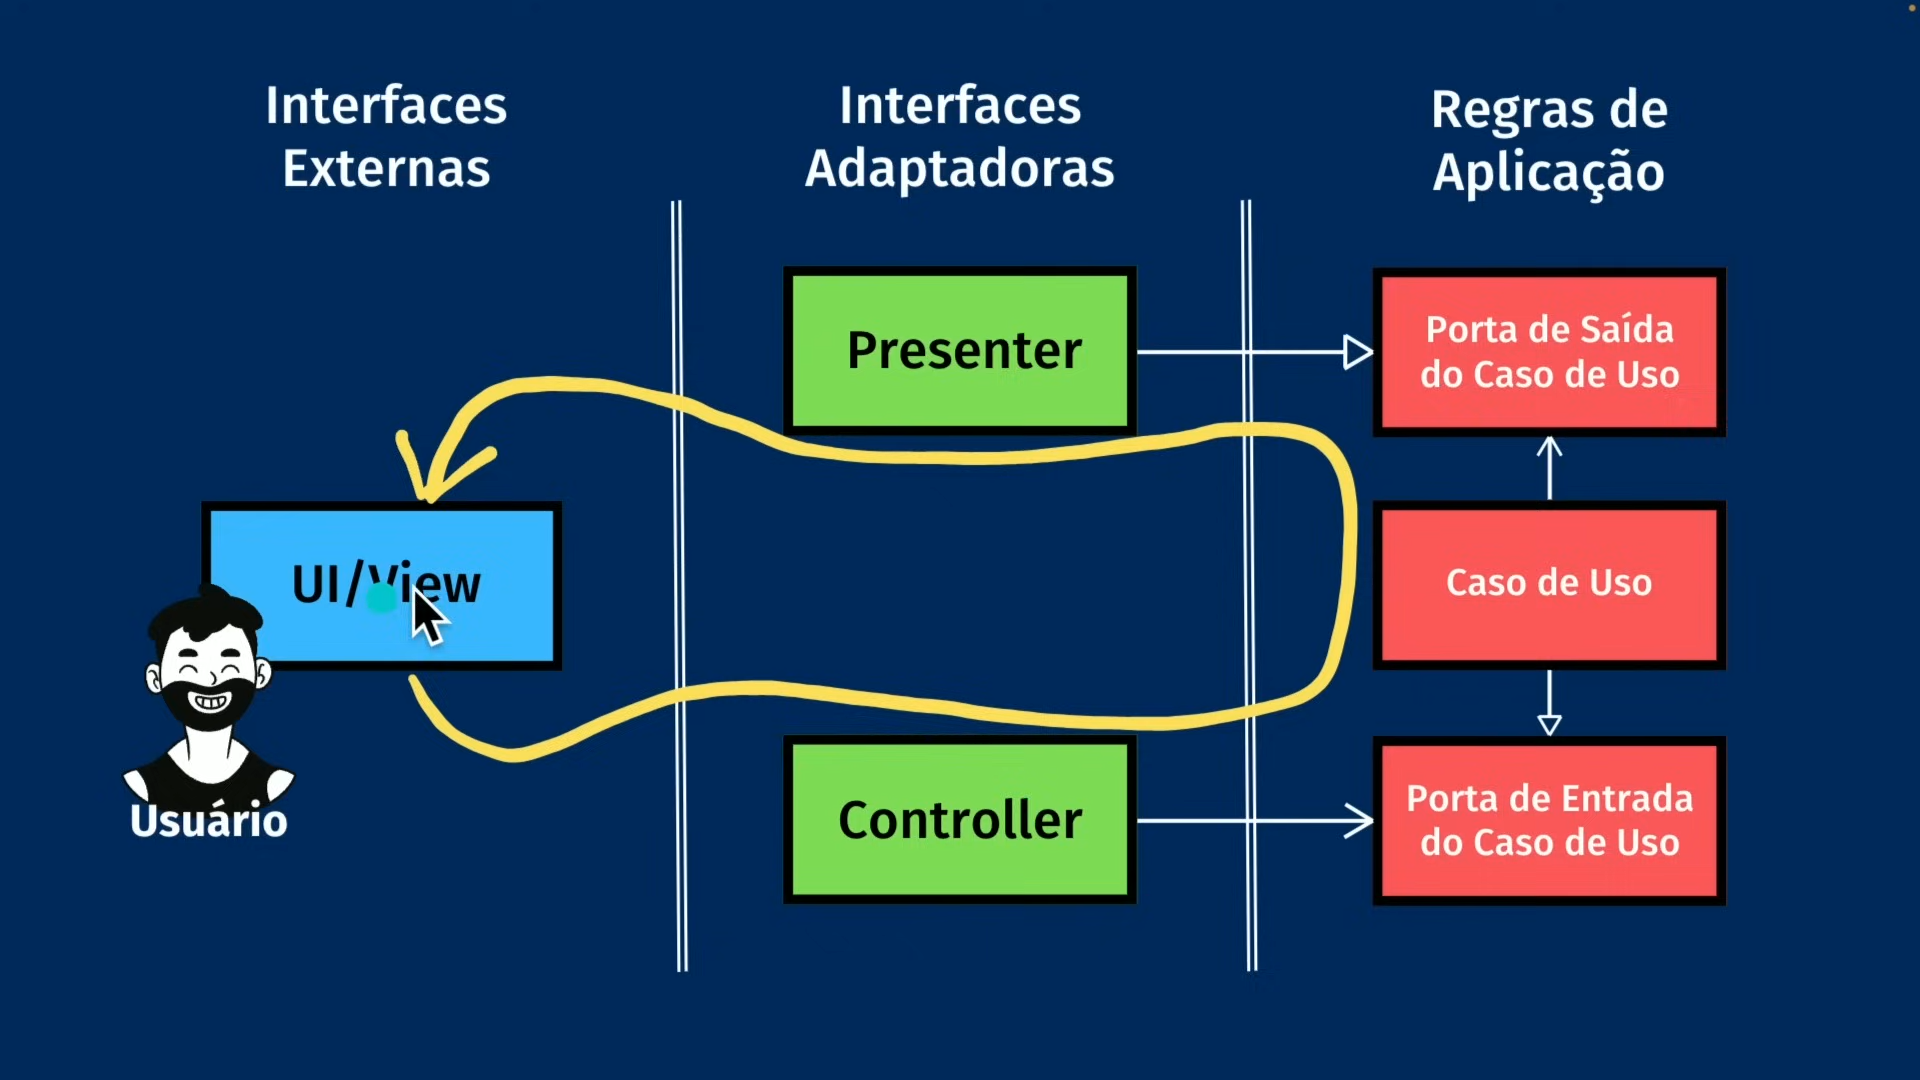 Interfaces
Externas
Interfaces
Adaptadoras
Regras de
Aplicação
Presenter
Porta de Saída
do Caso de Uso
UI/View
Caso de Uso
Usuário
Controller
Porta de Entrada
do Caso de Uso